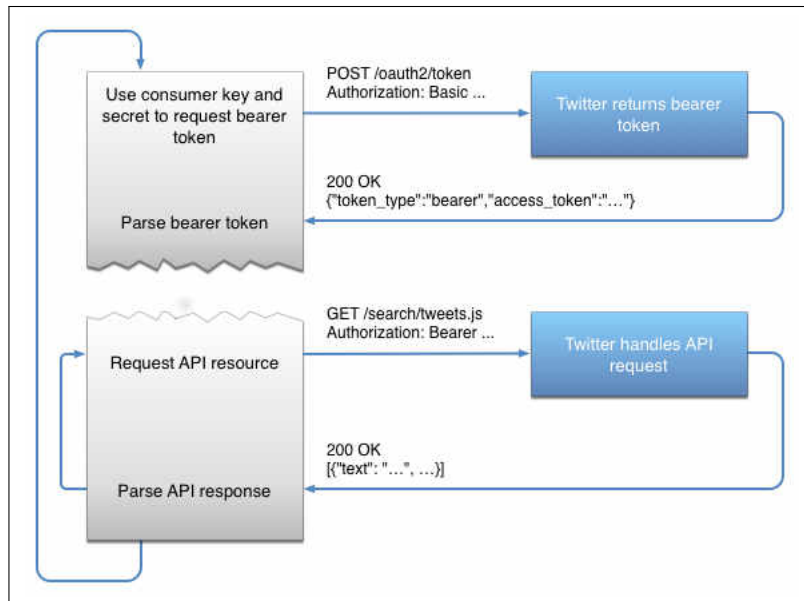 POST /oauth2/token
Authorization: Basic ...
Use consumer key and
secret to request bearer
token
Twitter returns bearer
token
200 OK
{"token_type":"bearer","access_token":"..."}
Parse bearer token
GET /search/tweets.js
Authorization: Bearer ...
Request API resource
Twitter handles API
request
200 OK
[{"text": "...", ...}]
Parse API response